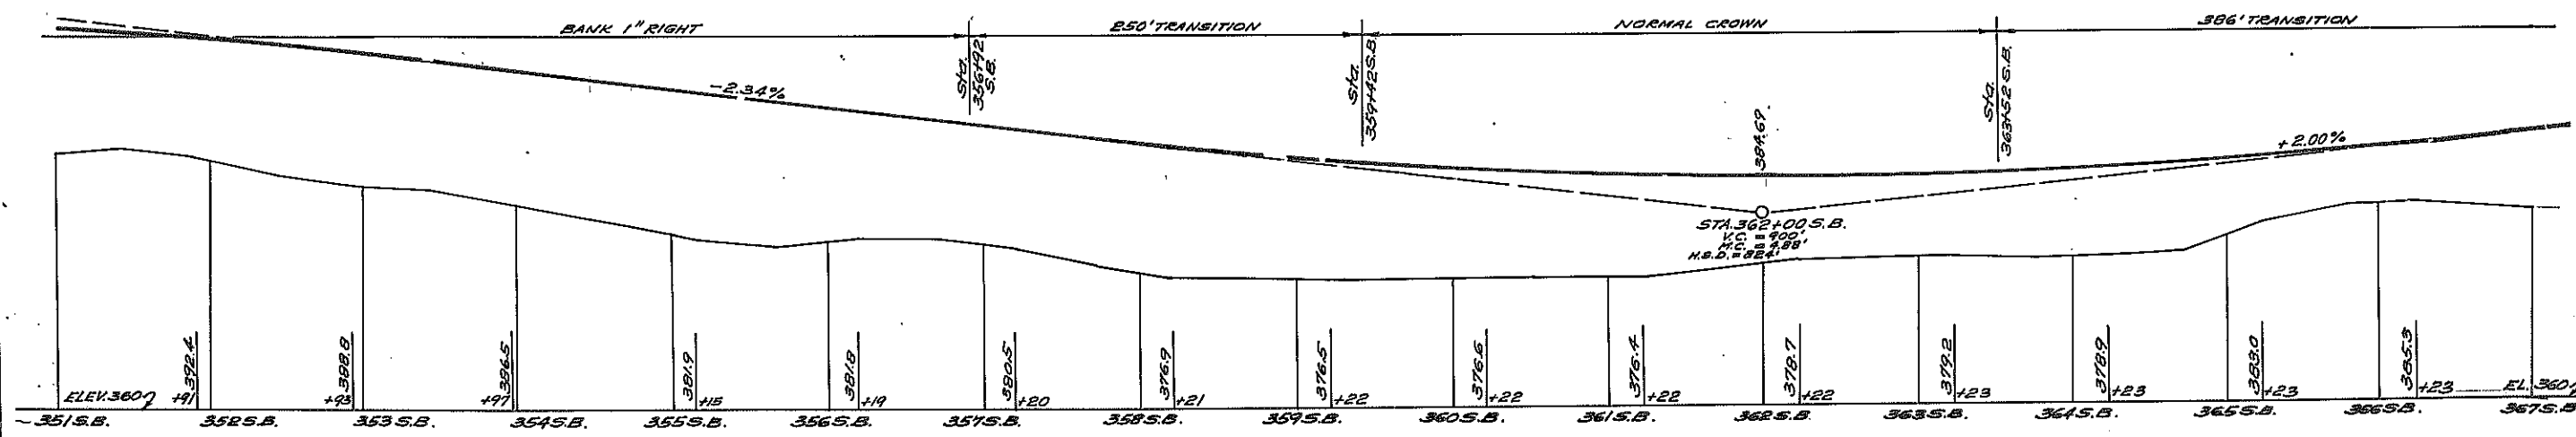 BANK 1" RIGHT
250' TRANSITION
NORMAL CROWN
386' TRANSITION
Sta.
356+92
S.B.
Sta.
359+42 S.B.
Sta.
363+52 S.B.
-2.34%
384.69
+2.00%
STA. 362+00 S.B.
V.C. = 900'
M.C. = 4.88'
H.S.D. = 824'
392.4
388.8
386.5
381.9
381.8
380.5
376.9
376.5
376.6
376.4
378.7
379.2
378.9
383.0
385.3
ELEV. 360
+91
+93
+97
+15
+19
+20
+21
+22
+22
+22
+22
+23
+23
+23
+23
EL. 360
351 S.B.
352 S.B.
353 S.B.
354 S.B.
355 S.B.
356 S.B.
357 S.B.
358 S.B.
359 S.B.
360 S.B.
361 S.B.
362 S.B.
363 S.B.
364 S.B.
365 S.B.
366 S.B.
367 S.B